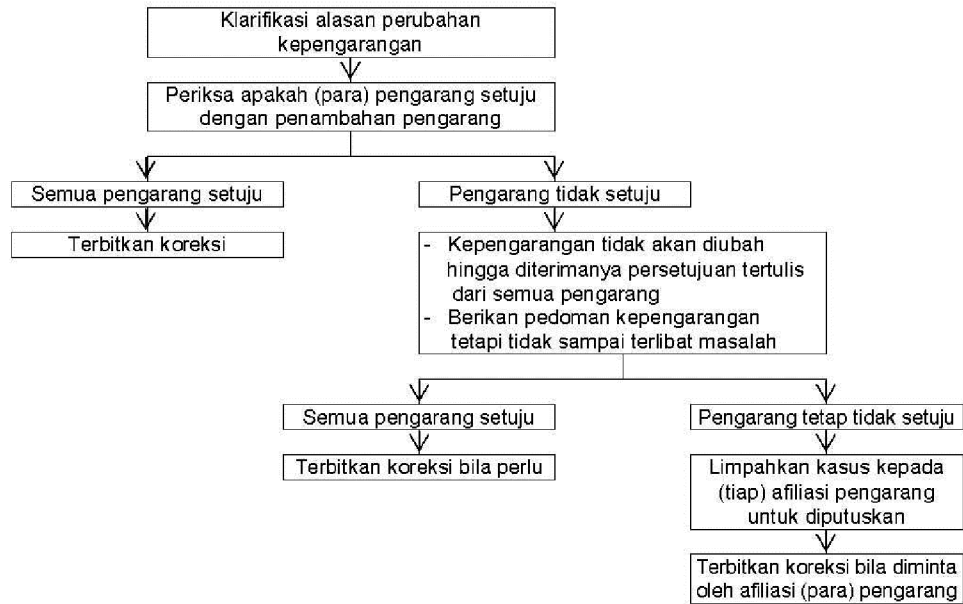 Klarifikasi alasan perubahan
kepengarangan
Periksa apakah (para) pengarang setuju
dengan penambahan pengarang
Semua pengarang setuju
Pengarang tidak setuju
Terbitkan koreksi
- Kepengarangan tidak akan diubah
hingga diterimanya persetujuan tertulis
dari semua pengarang
- Berikan pedoman kepengarangan
tetapi tidak sampai terlibat masalah
Semua pengarang setuju
Pengarang tetap tidak setuju
Terbitkan koreksi bila perlu
Limpahkan kasus kepada
(tiap) afiliasi pengarang
untuk diputuskan
Terbitkan koreksi bila diminta
oleh afiliasi (para) pengarang